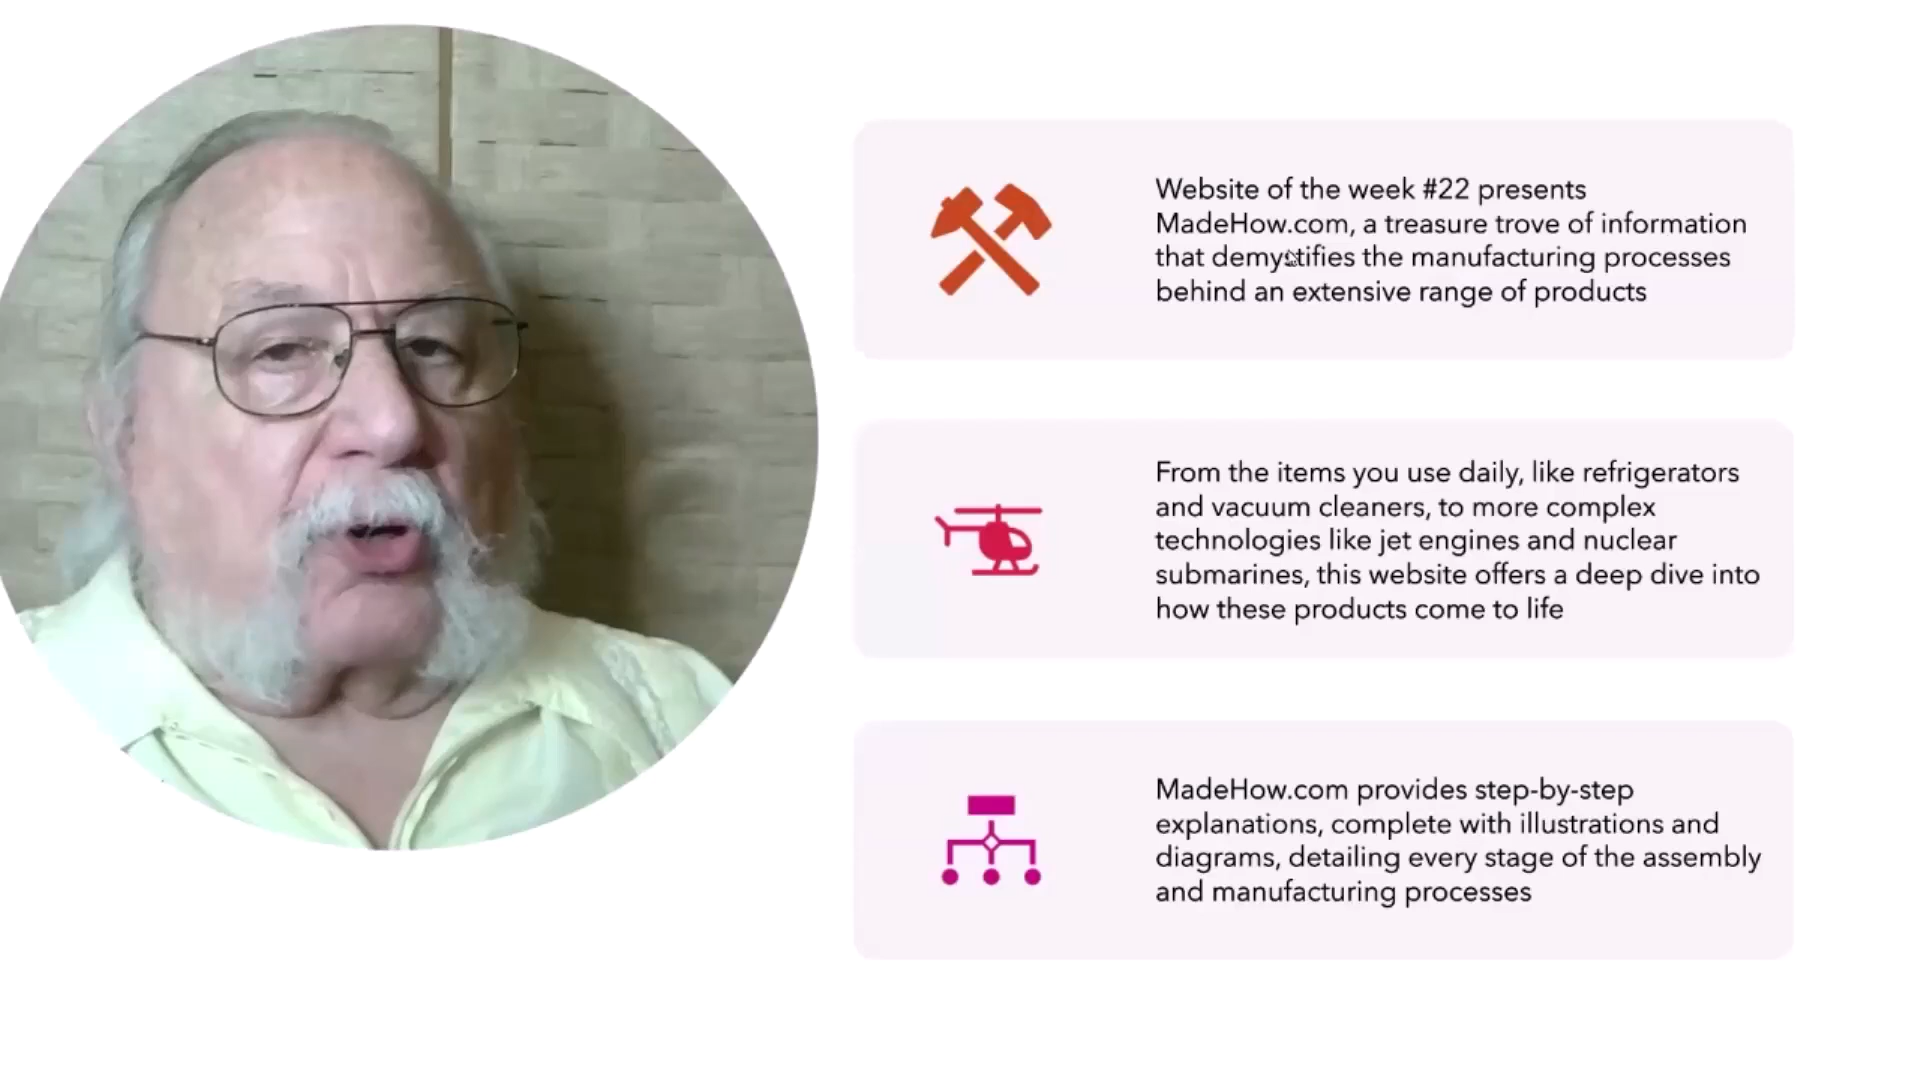 Website of the week #22 presents
MadeHow.com, a treasure trove of information
that demystifies the manufacturing processes
behind an extensive range of products
From the items you use daily, like refrigerators
and vacuum cleaners, to more complex
technologies like jet engines and nuclear
submarines, this website offers a deep dive into
how these products come to life
MadeHow.com provides step-by-step
explanations, complete with illustrations and
diagrams, detailing every stage of the assembly
and manufacturing processes